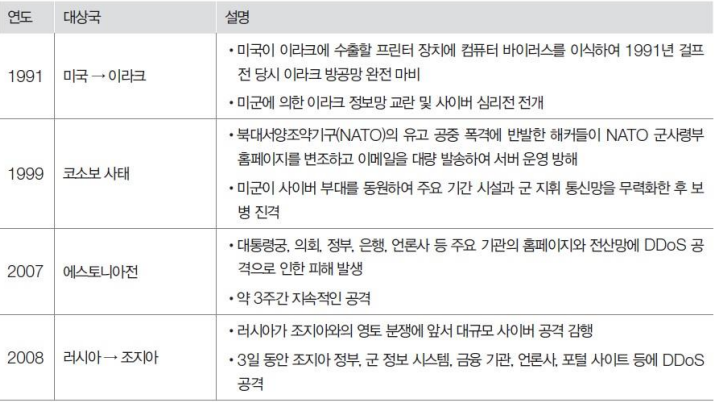 연도 대상국 설명
1991 미국 → 이라크
•미국이 이라크에 수출할 프린터 장치에 컴퓨터 바이러스를 이식하여 1991년 걸프
전 당시 이라크 방공망 완전 마비
•미군에 의한 이라크 정보망 교란 및 사이버 심리전 전개
1999 코소보 사태
•북대서양조약기구(NATO)의 유고 공중 폭격에 반발한 해커들이 NATO 군사령부
홈페이지를 변조하고 이메일을 대량 발송하여 서버 운영 방해
•미군이 사이버 부대를 동원하여 주요 기간 시설과 군 지휘 통신망을 무력화한 후 보
병 진격
2007 에스토니아전
•대통령궁, 의회, 정부, 은행, 언론사 등 주요 기관의 홈페이지와 전산망에 DDoS 공
격으로 인한 피해 발생
•약 3주간 지속적인 공격
2008 러시아 → 조지아
•러시아가 조지아와의 영토 분쟁에 앞서 대규모 사이버 공격 감행
•3일 동안 조지아 정부, 군 정보 시스템, 금융 기관, 언론사, 포털 사이트 등에 DDoS
공격